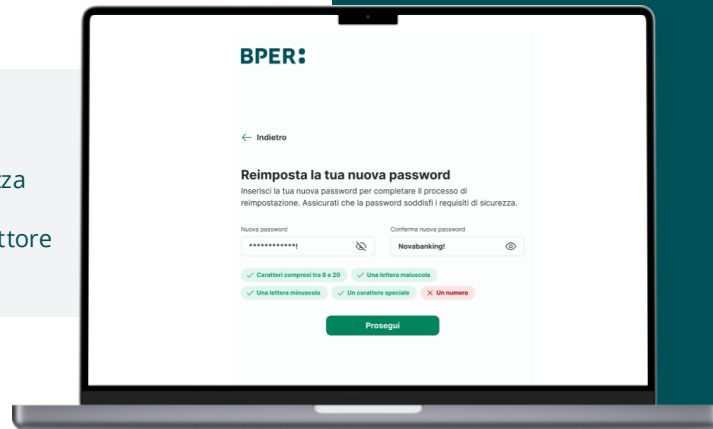 BPER:
← Indietro
zza
ttore
Reimposta la tua nuova password
Inserisci la tua nuova password per completare il processo di
reimpostazione. Assicurati che la password soddisfi i requisiti di sicurezza.
Nuova password Conferma nuova password
************! Novabanking!
Caratteri compresi tra 8 e 20 Una lettera maiuscola
Una lettera minuscola Un carattere speciale Un numero
Prosegui